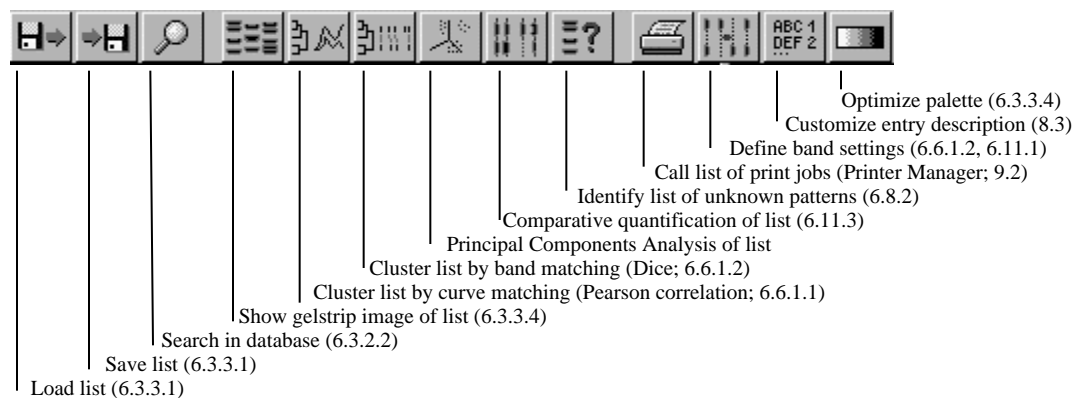 ABC 1
DEF 2
?
Optimize palette (6.3.3.4)
Customize entry description (8.3)
Define band settings (6.6.1.2, 6.11.1)
Call list of print jobs (Printer Manager; 9.2)
Identify list of unknown patterns (6.8.2)
Comparative quantification of list (6.11.3)
Principal Components Analysis of list
Cluster list by band matching (Dice; 6.6.1.2)
Cluster list by curve matching (Pearson correlation; 6.6.1.1)
Show gelstrip image of list (6.3.3.4)
Search in database (6.3.2.2)
Save list (6.3.3.1)
Load list (6.3.3.1)